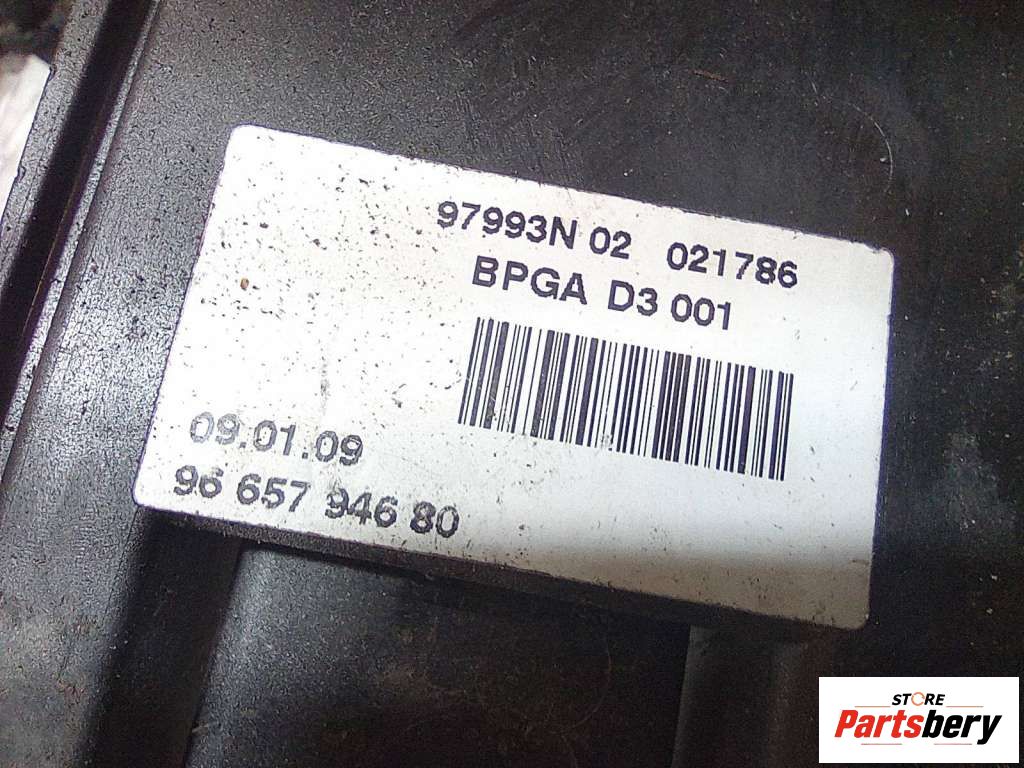 97993N 02 021786
BPGA D3 001
09.01.09
96 657 946 80
STORE
Partsbery